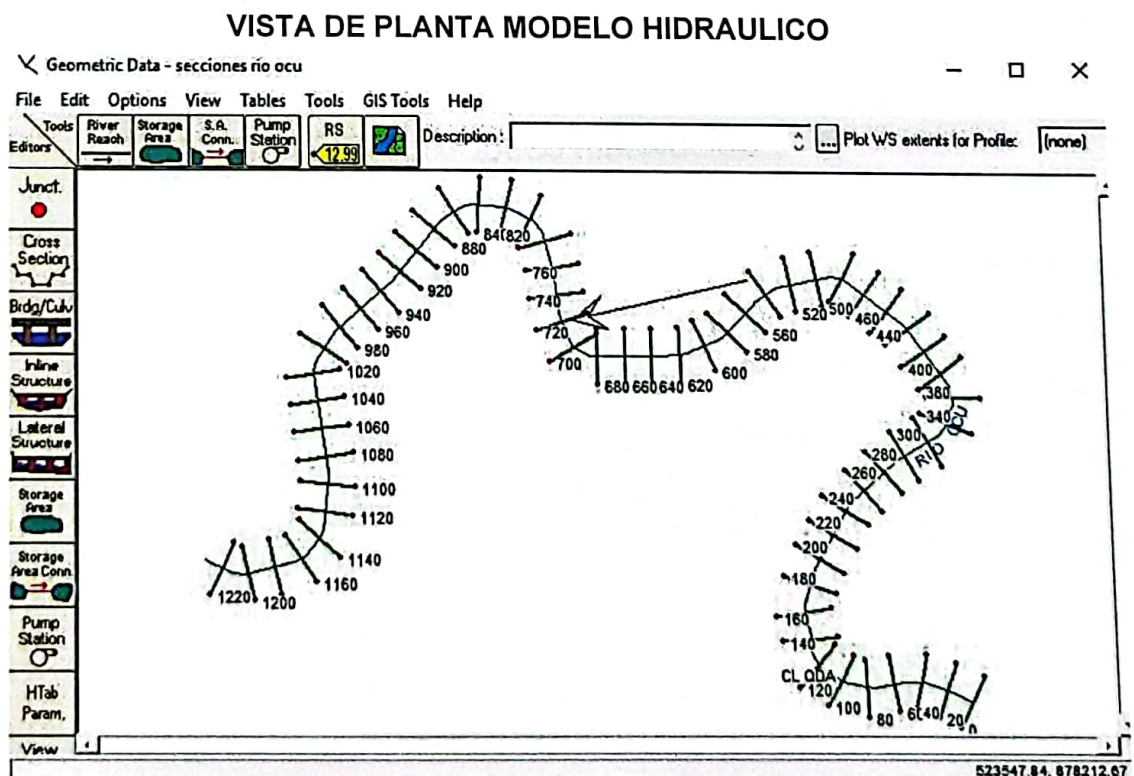 VISTA DE PLANTA MODELO HIDRAULICO
Geometric Data - secciones rio ocu
File Edit Options View Tables Tools GIS Tools Help
Tools
Editors
River Reach
Storage Area
S.A. Conn.
Pump Station
RS
12.99
Description :
...
Plot WS extents for Profile:
(none)
Junct.
Cross Section
Brdg/Culv
Inline Structure
Lateral Structure
Storage Area
Storage Area Conn.
Pump Station
HTab Param.
View
840
820
880
900
920
940
960
980
1020
1040
1060
1080
1100
1120
1140
1160
1200
1220
760
740
720
700
680
660
640
620
600
580
560
520
500
460
440
400
380
340
RIO OCU
300
280
260
240
220
200
180
160
140
CL QDA
120
100
80
40
20
0
523547.84, 878212.67